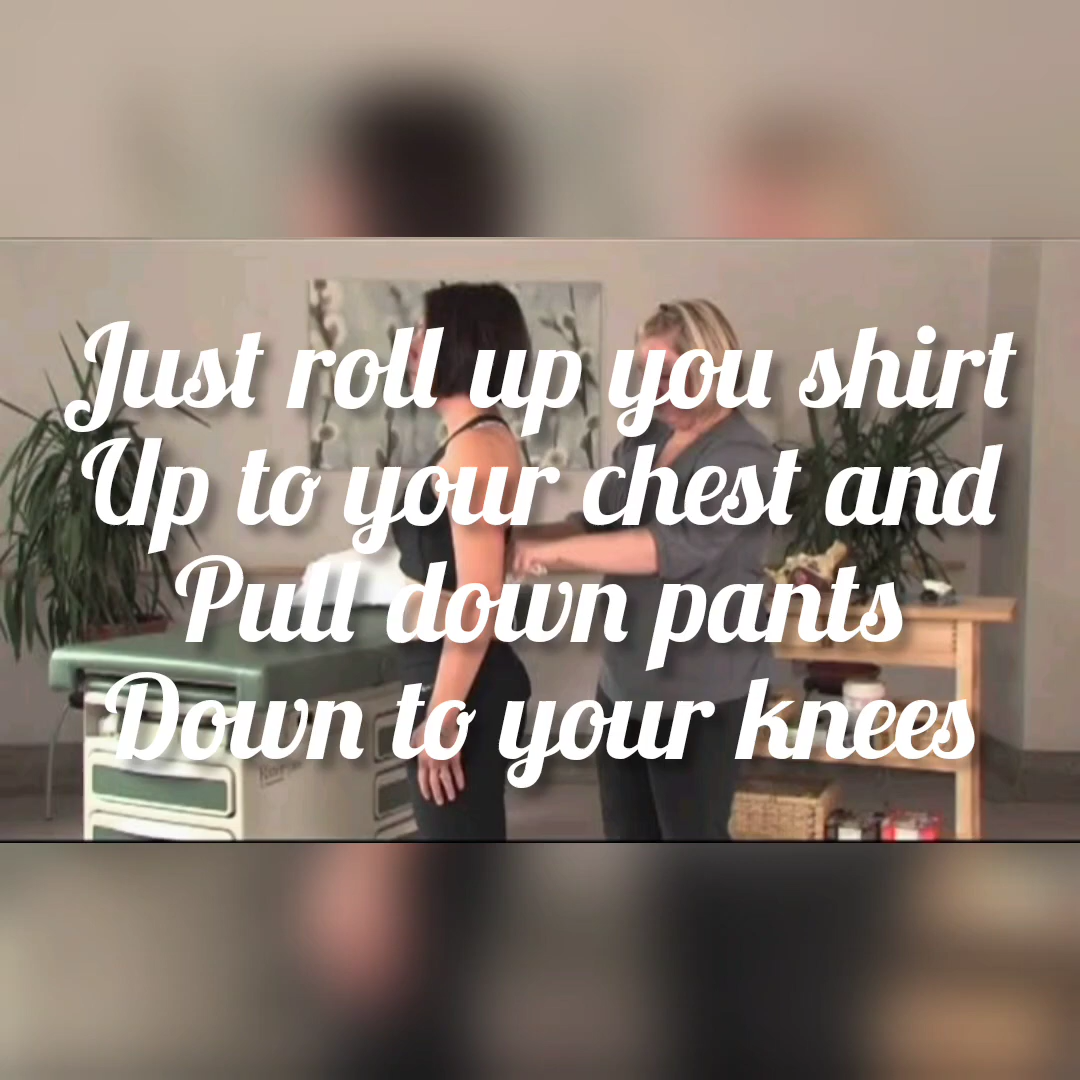 Just roll up you shirt
Up to your chest and
Pull down pants
Down to your knees